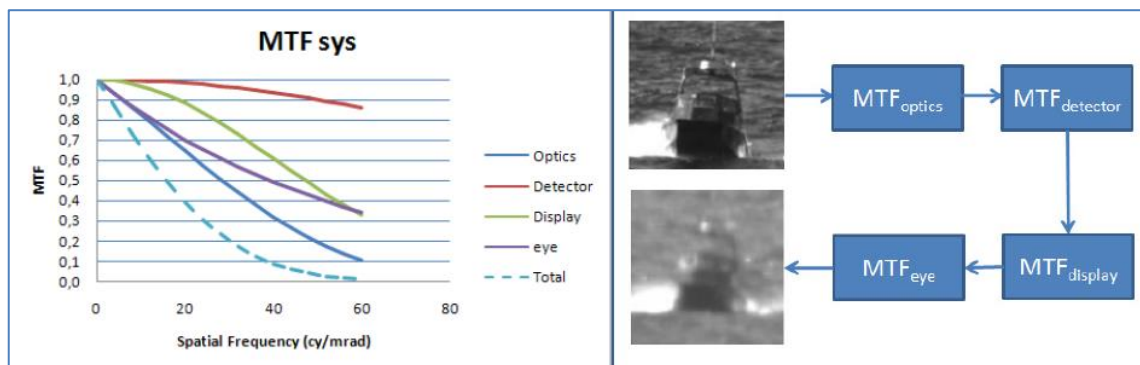 MTF sys
1,0
0,9
0,8
0,7
0,6
0,5
0,4
0,3
0,2
0,1
0,0
MTF
0 20 40 60 80
Spatial Frequency (cy/mrad)
Optics
Detector
Display
eye
Total
MTFoptics
MTFdetector
MTFeye
MTFdisplay